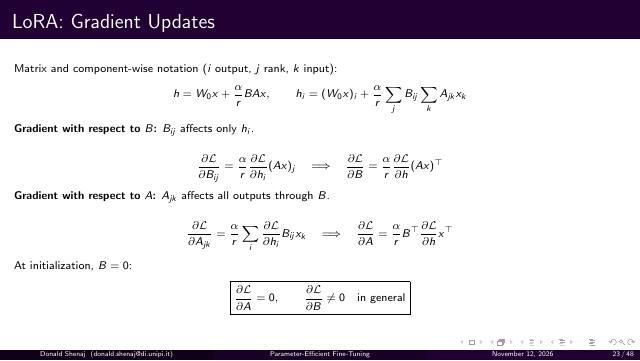 LoRA: Gradient Updates
Matrix and component-wise notation (i output, j rank, k input):
h = W₀x + α/r BAx, hᵢ = (W₀x)ᵢ + α/r ∑ⱼ Bᵢⱼ ∑ₖ Aⱼₖxₖ
Gradient with respect to B: Bᵢⱼ affects only hᵢ.
∂ℒ/∂Bᵢⱼ = α/r ∂ℒ/∂hᵢ (Ax)ⱼ ⟹ ∂ℒ/∂B = α/r ∂ℒ/∂h (Ax)⊤
Gradient with respect to A: Aⱼₖ affects all outputs through B.
∂ℒ/∂Aⱼₖ = α/r ∑ᵢ ∂ℒ/∂hᵢ Bᵢⱼxₖ ⟹ ∂ℒ/∂A = α/r B⊤ ∂ℒ/∂h x⊤
At initialization, B = 0:
∂ℒ/∂A = 0, ∂ℒ/∂B ≠ 0 in general
Donald Shenaj (donald.shenaj@di.unipi.it) Parameter-Efficient Fine-Tuning November 12, 2026 23 / 48